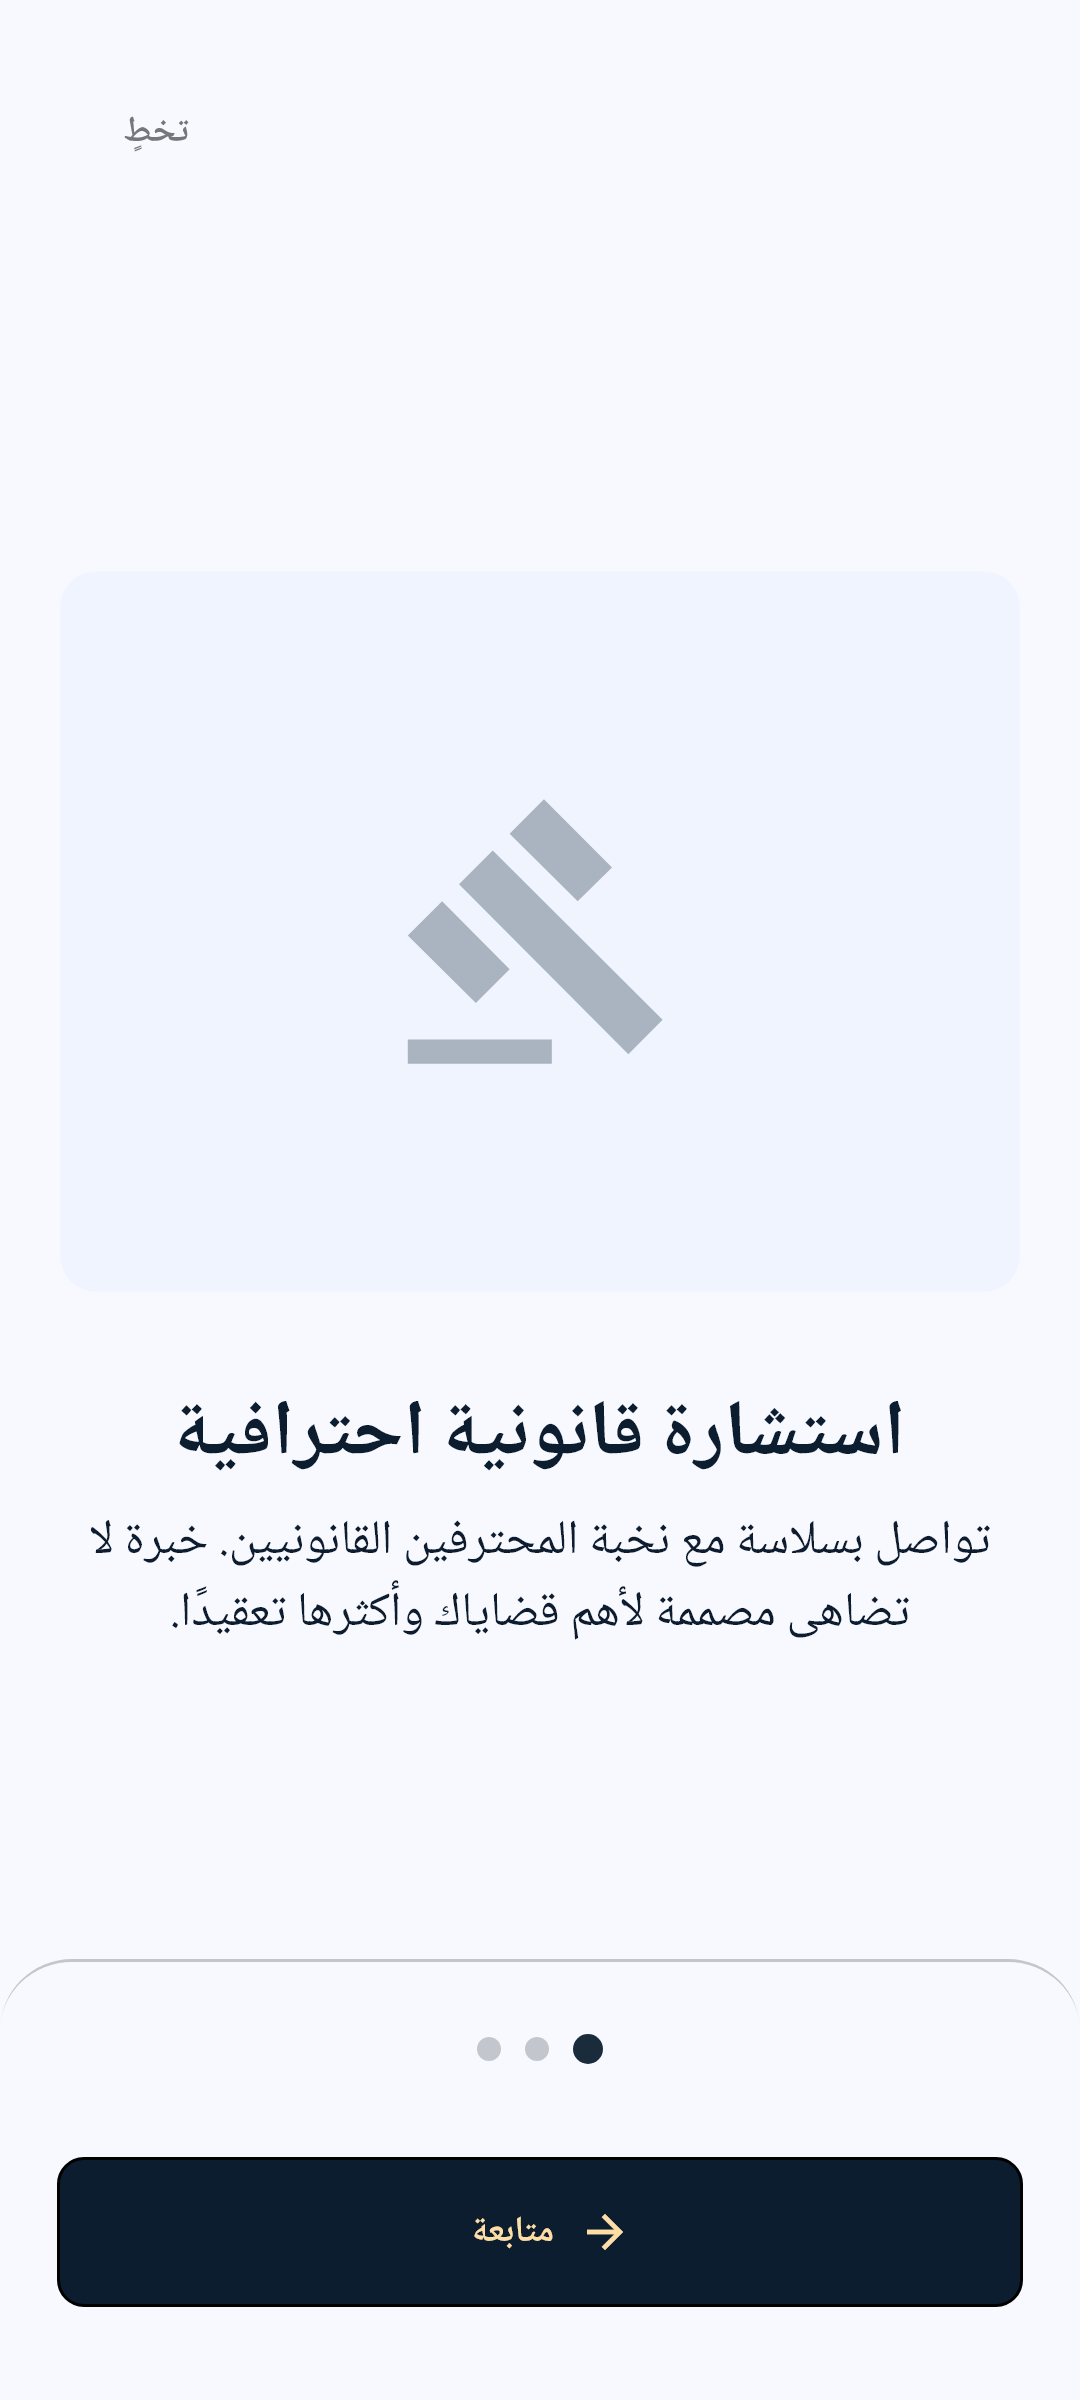 تخطٍ
استشارة قانونية احترافية
تواصل بسلاسة مع نخبة المحترفين القانونيين. خبرة لا
تضاهى مصممة لأهم قضاياك وأكثرها تعقيدًا.
متابعة